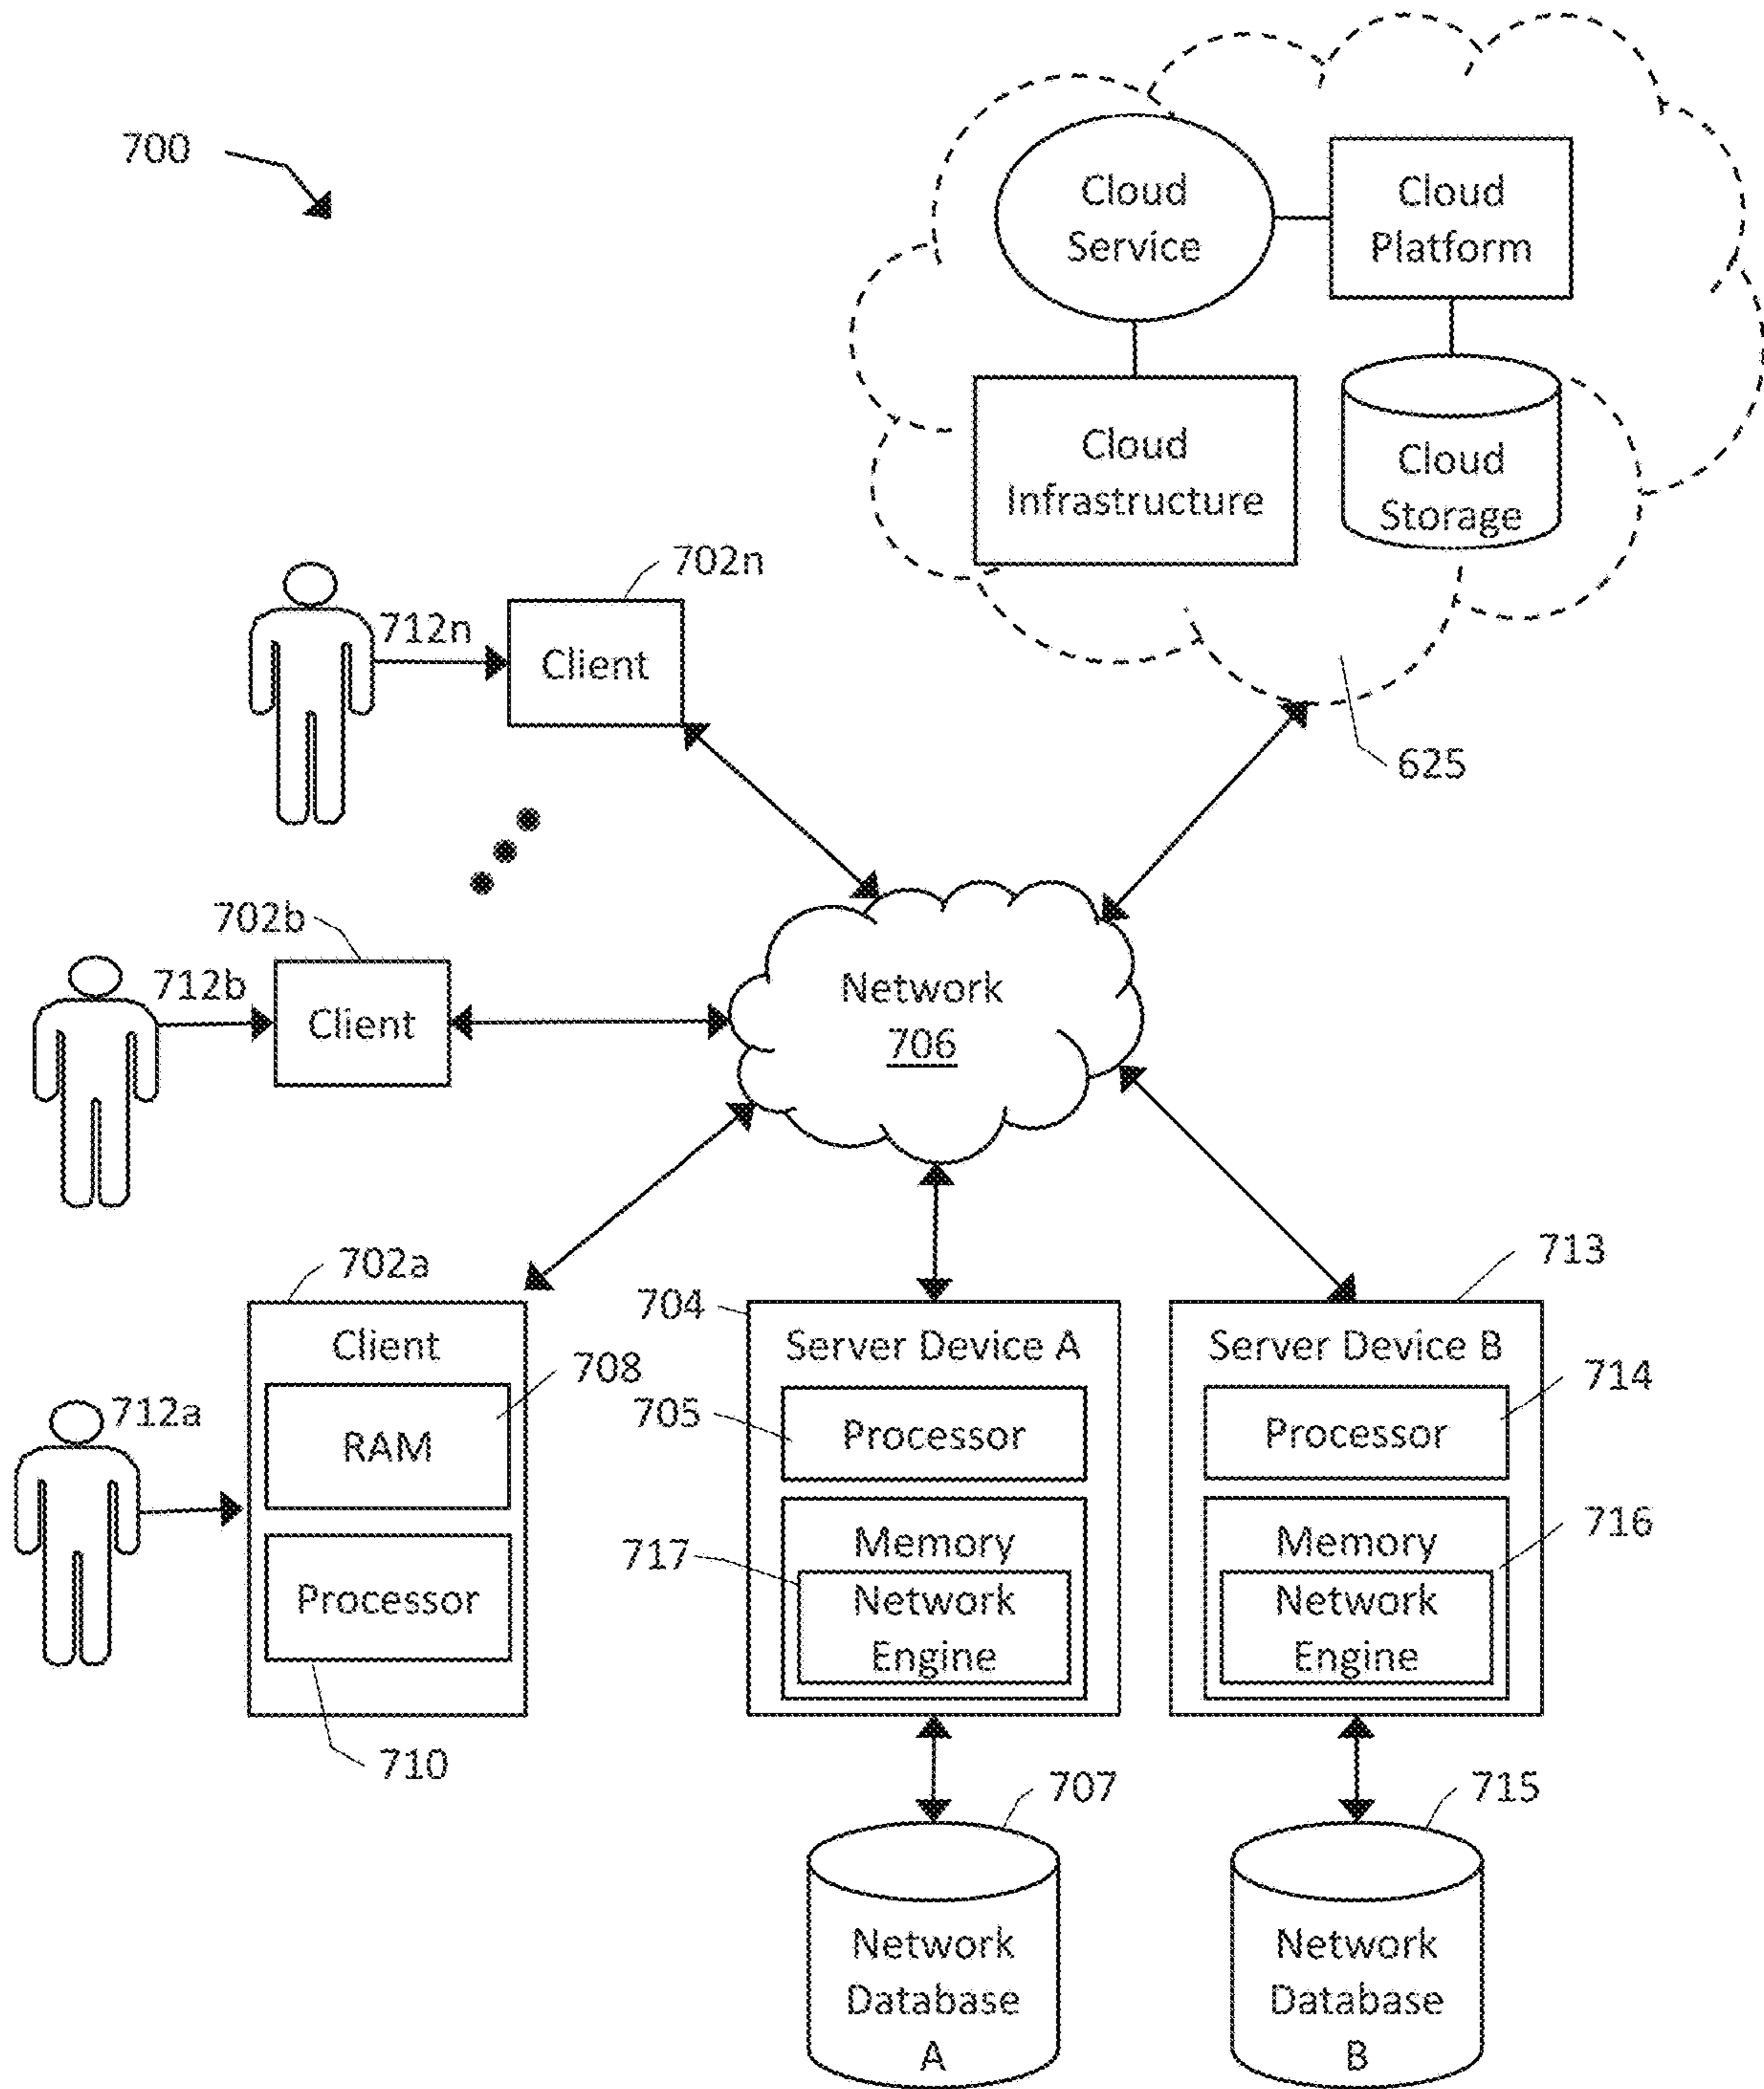 700
Cloud
Service
Cloud
Platform
Cloud
Infrastructure
Cloud
Storage
702n
712n
Client
625
702b
712b
Client
Network
706
702a
Client
708
712a
RAM
Processor
710
704
Server Device A
705
Processor
Memory
717
Network
Engine
713
Server Device B
714
Processor
716
Memory
Network
Engine
707
Network
Database
A
715
Network
Database
B